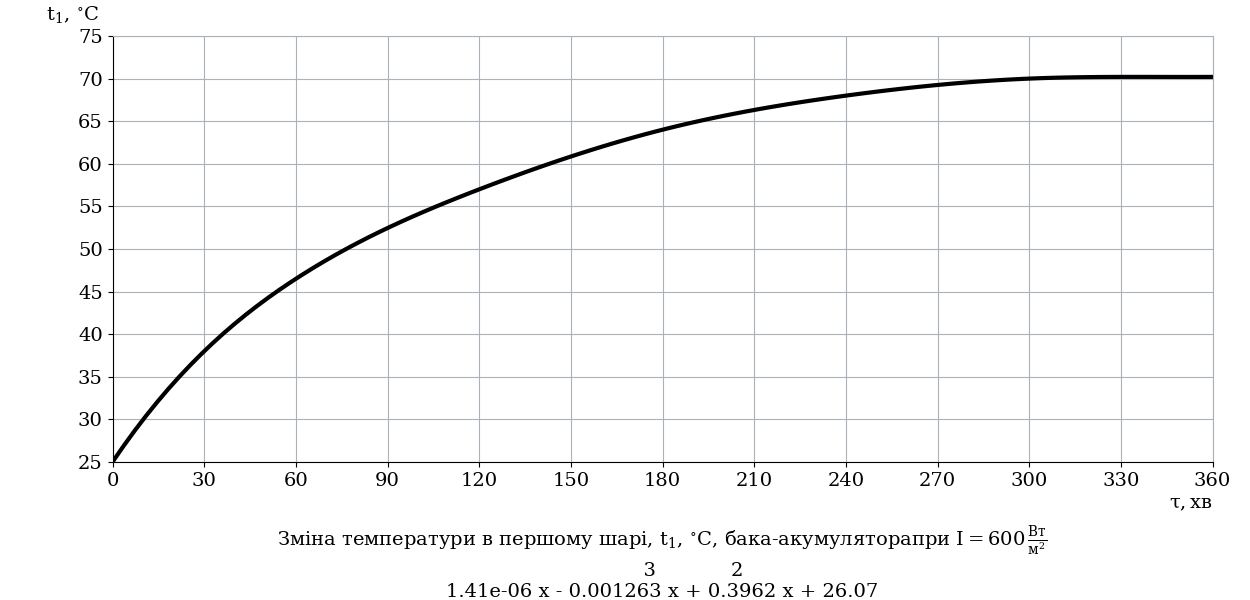 t₁, °C
75
70
65
60
55
50
45
40
35
30
25
0 30 60 90 120 150 180 210 240 270 300 330 360
τ, хв
Зміна температури в першому шарі, t₁, °C, бака-акумуляторапри I = 600 Вт/м²
3 2
1.41e-06 x - 0.001263 x + 0.3962 x + 26.07